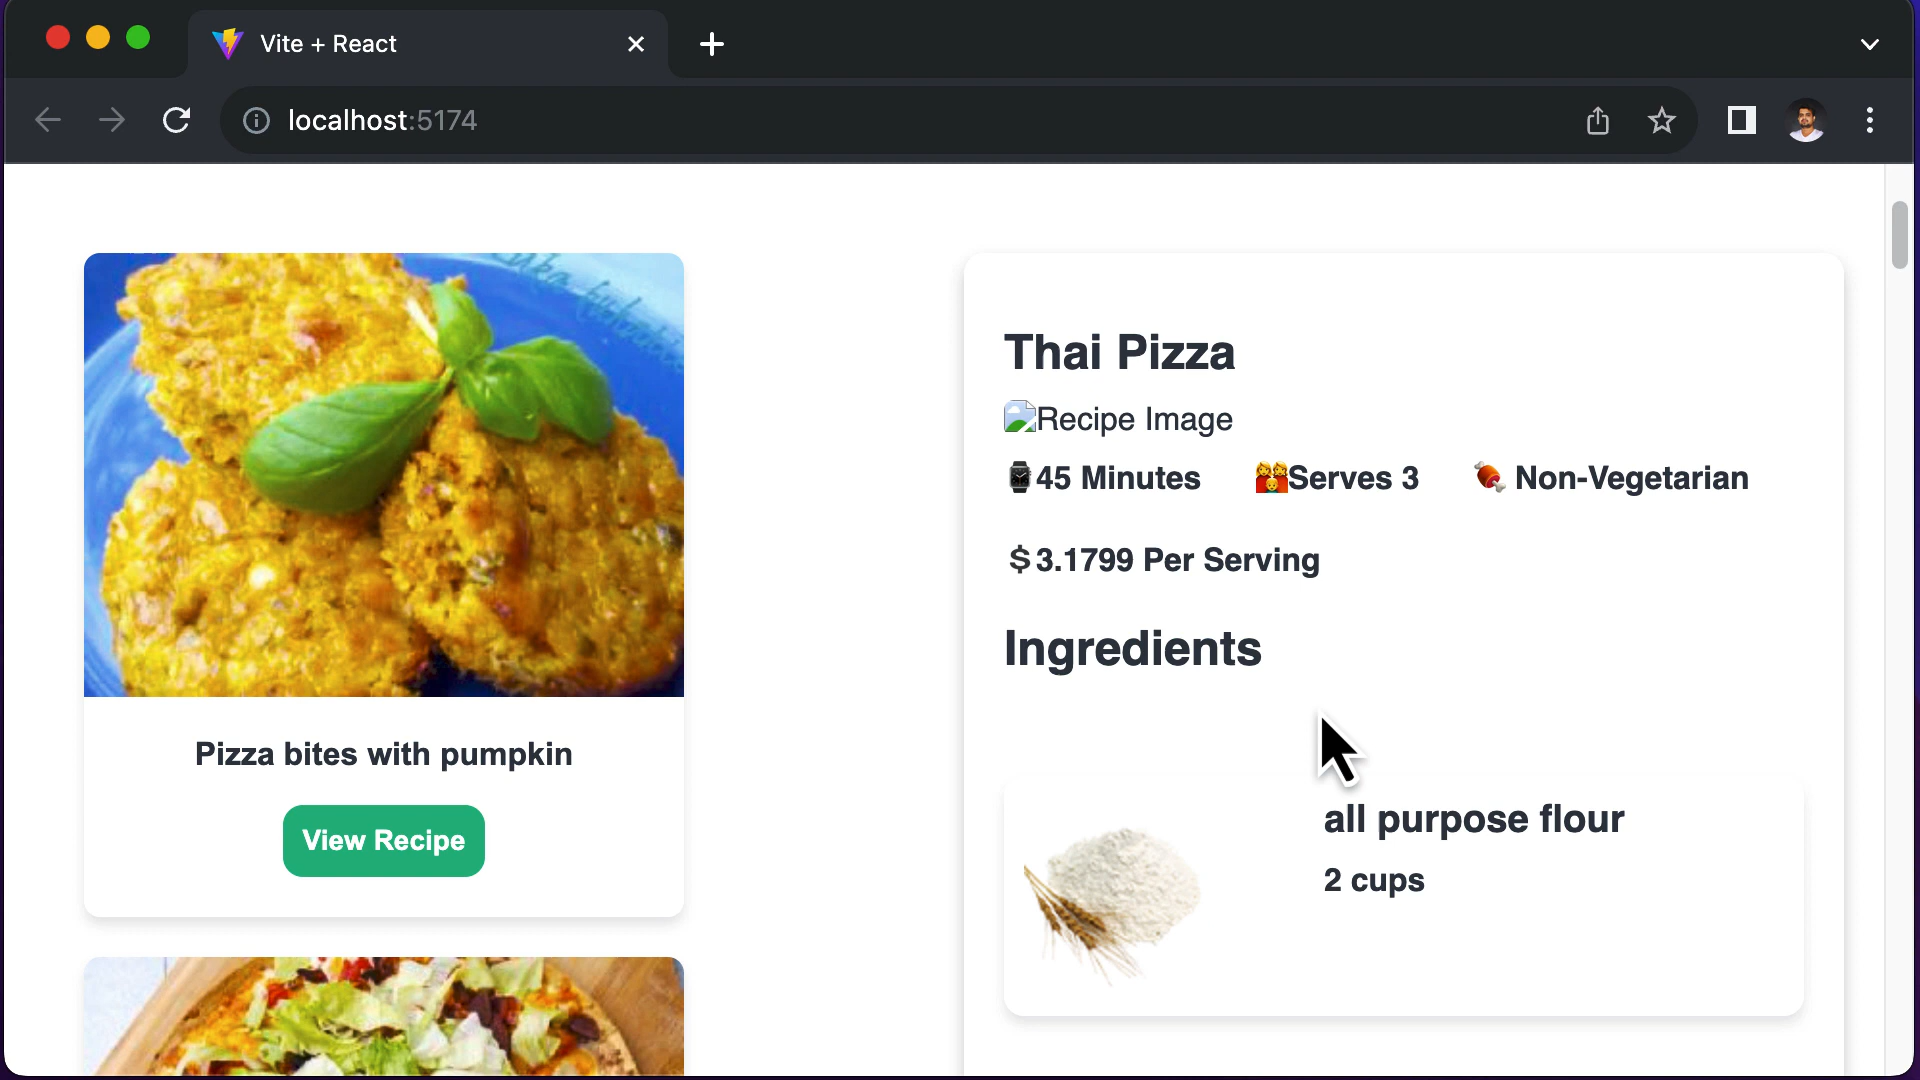 Vite + React
localhost:5174
Pizza bites with pumpkin
View Recipe
Thai Pizza
Recipe Image
45 Minutes Serves 3 Non-Vegetarian
$3.1799 Per Serving
Ingredients
all purpose flour
2 cups